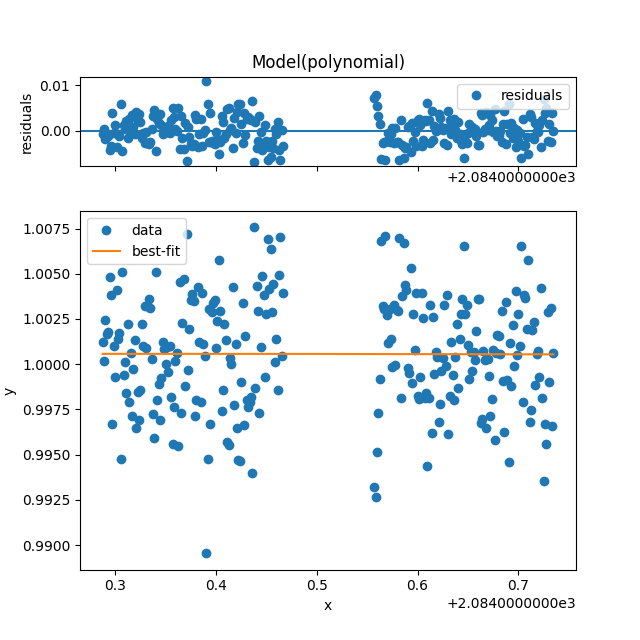 Model(polynomial)
0.01
0.00
residuals
residuals
+2.0840000000e3
1.0075
1.0050
1.0025
1.0000
0.9975
0.9950
0.9925
0.9900
y
data
best-fit
0.3 0.4 0.5 0.6 0.7
x
+2.0840000000e3